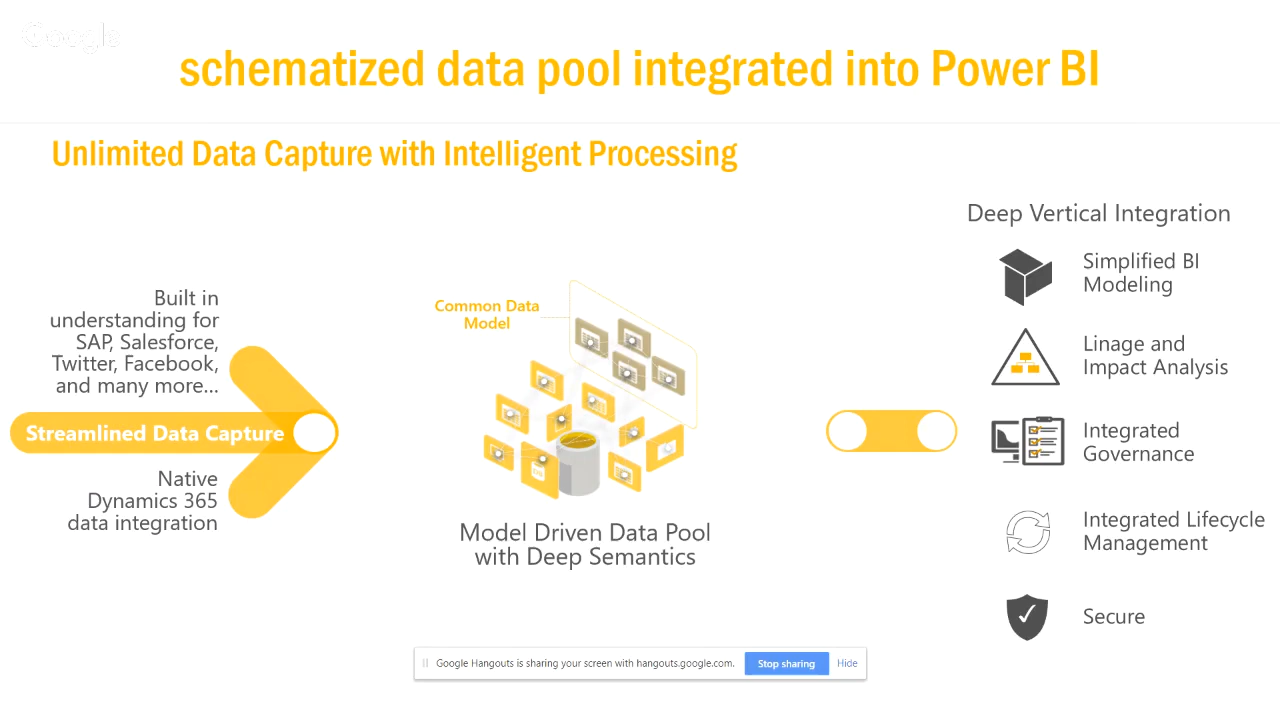 Google
schematized data pool integrated into Power BI
Unlimited Data Capture with Intelligent Processing
Built in
understanding for
SAP, Salesforce,
Twitter, Facebook,
and many more...
Streamlined Data Capture
Native
Dynamics 365
data integration
Common Data
Model
Model Driven Data Pool
with Deep Semantics
Deep Vertical Integration
Simplified BI
Modeling
Linage and
Impact Analysis
Integrated
Governance
Integrated Lifecycle
Management
Secure
Google Hangouts is sharing your screen with hangouts.google.com.
Stop sharing
Hide